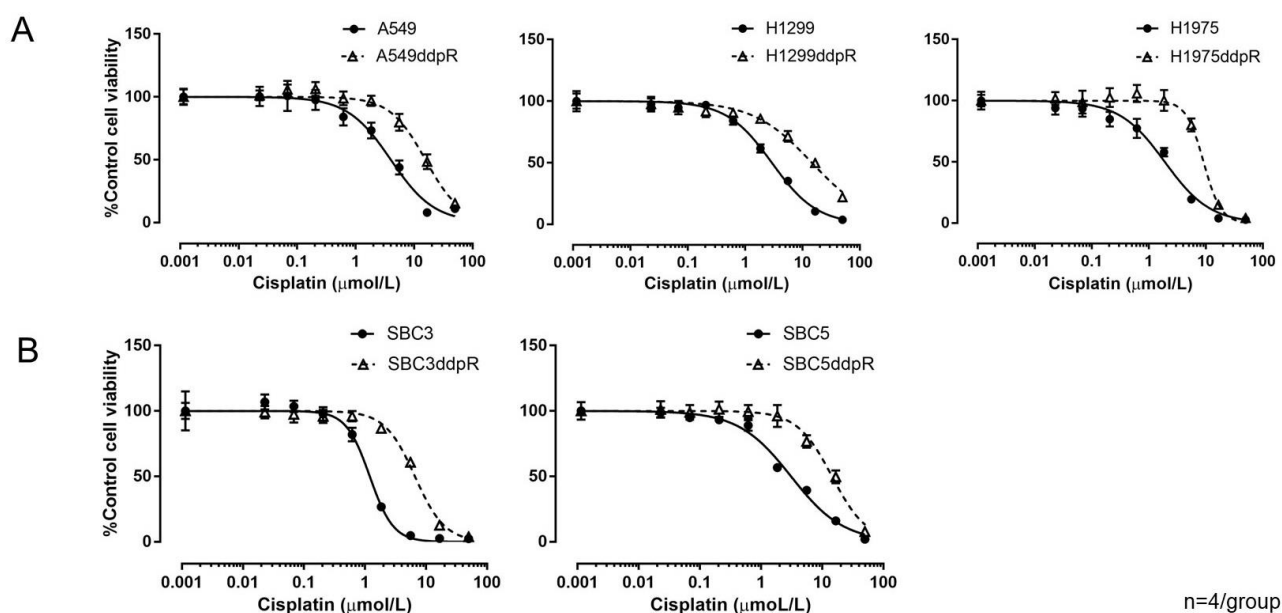 A
A549
A549ddpR
%Control cell viability
150
100
50
0
0.001 0.01 0.1 1 10 100
Cisplatin (μmol/L)
H1299
H1299ddpR
150
100
50
0
0.001 0.01 0.1 1 10 100
Cisplatin (μmol/L)
H1975
H1975ddpR
150
100
50
0
0.001 0.01 0.1 1 10 100
Cisplatin (μmol/L)
B
SBC3
SBC3ddpR
%Control cell viability
150
100
50
0
0.001 0.01 0.1 1 10 100
Cisplatin (μmol/L)
SBC5
SBC5ddpR
150
100
50
0
0.001 0.01 0.1 1 10 100
Cisplatin (μmol/L)
n=4/group